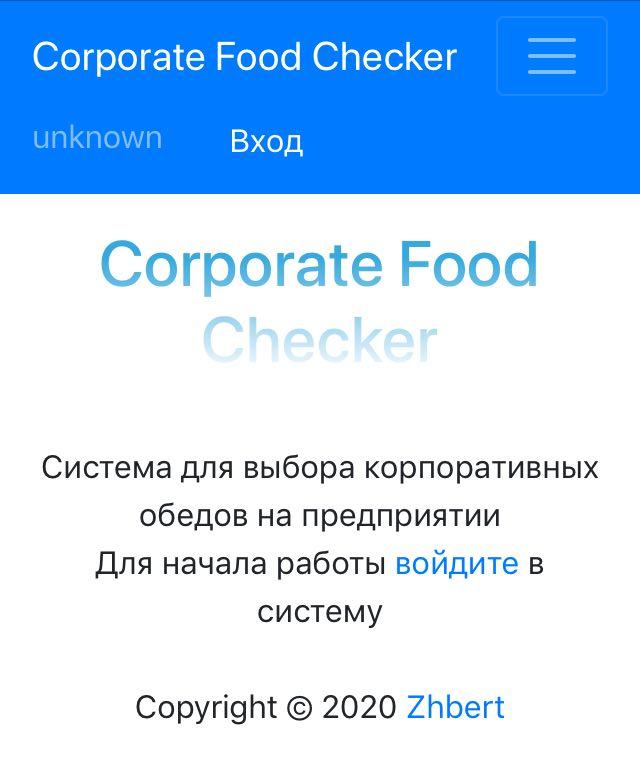 Corporate Food Checker
unknown Вход
Corporate Food
Checker
Система для выбора корпоративных
обедов на предприятии
Для начала работы войдите в
систему
Copyright © 2020 Zhbert